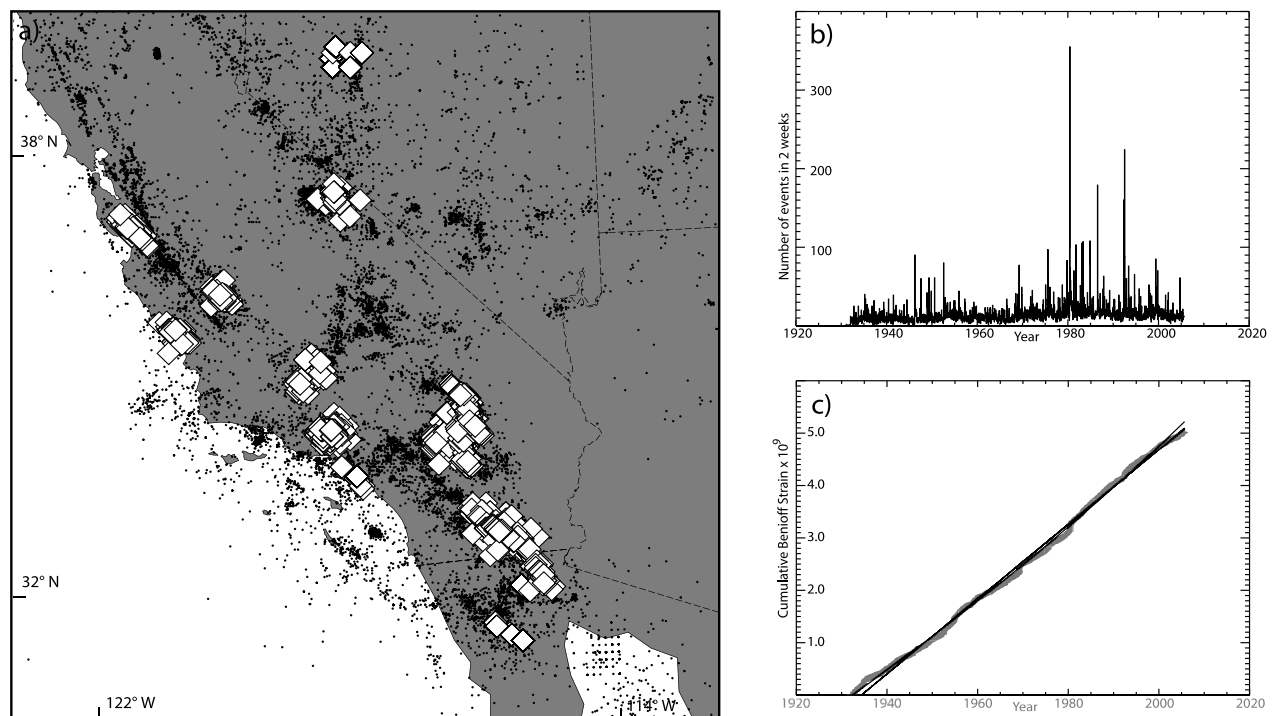 a)
38° N
32° N
122° W
114° W
b)
Number of events in 2 weeks
300
200
100
1920 1940 1960 1980 2000 2020
Year
c)
Cumulative Benioff Strain x 10⁹
5.0
4.0
3.0
2.0
1.0
1920 1940 1960 1980 2000 2020
Year